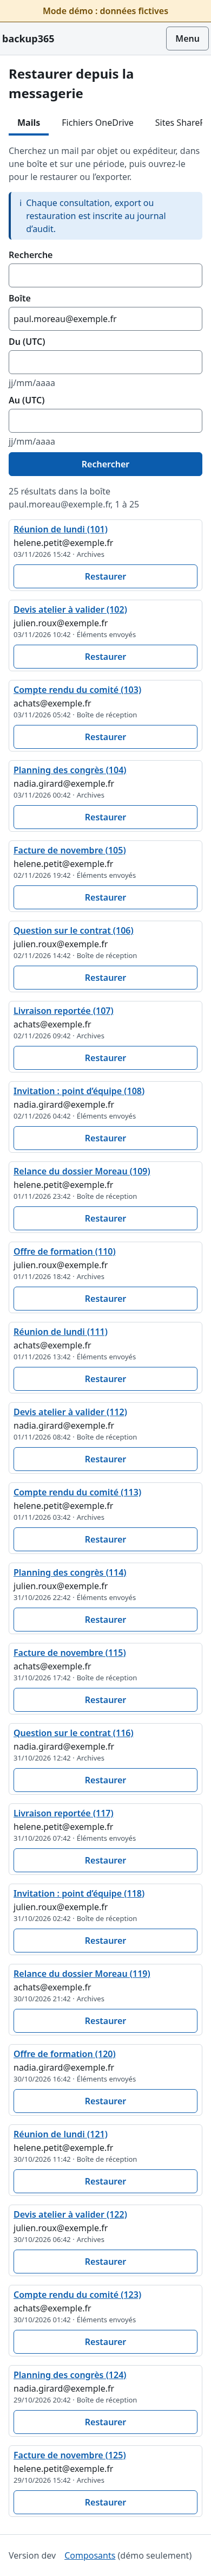 Mode démo : données fictives
backup365
Menu
Restaurer depuis la
messagerie
Mails
Fichiers OneDrive
Sites ShareP
Cherchez un mail par objet ou expéditeur, dans
une boîte et sur une période, puis ouvrez-le
pour le restaurer ou l’exporter.
i Chaque consultation, export ou
restauration est inscrite au journal
d’audit.
Recherche
Boîte
paul.moreau@exemple.fr
Du (UTC)
jj/mm/aaaa
Au (UTC)
jj/mm/aaaa
Rechercher
25 résultats dans la boîte
paul.moreau@exemple.fr, 1 à 25
Réunion de lundi (101)
helene.petit@exemple.fr
03/11/2026 15:42 · Archives
Restaurer
Devis atelier à valider (102)
julien.roux@exemple.fr
03/11/2026 10:42 · Éléments envoyés
Restaurer
Compte rendu du comité (103)
achats@exemple.fr
03/11/2026 05:42 · Boîte de réception
Restaurer
Planning des congrès (104)
nadia.girard@exemple.fr
03/11/2026 00:42 · Archives
Restaurer
Facture de novembre (105)
helene.petit@exemple.fr
02/11/2026 19:42 · Éléments envoyés
Restaurer
Question sur le contrat (106)
julien.roux@exemple.fr
02/11/2026 14:42 · Boîte de réception
Restaurer
Livraison reportée (107)
achats@exemple.fr
02/11/2026 09:42 · Archives
Restaurer
Invitation : point d’équipe (108)
nadia.girard@exemple.fr
02/11/2026 04:42 · Éléments envoyés
Restaurer
Relance du dossier Moreau (109)
helene.petit@exemple.fr
01/11/2026 23:42 · Boîte de réception
Restaurer
Offre de formation (110)
julien.roux@exemple.fr
01/11/2026 18:42 · Archives
Restaurer
Réunion de lundi (111)
achats@exemple.fr
01/11/2026 13:42 · Éléments envoyés
Restaurer
Devis atelier à valider (112)
nadia.girard@exemple.fr
01/11/2026 08:42 · Boîte de réception
Restaurer
Compte rendu du comité (113)
helene.petit@exemple.fr
01/11/2026 03:42 · Archives
Restaurer
Planning des congrès (114)
julien.roux@exemple.fr
31/10/2026 22:42 · Éléments envoyés
Restaurer
Facture de novembre (115)
achats@exemple.fr
31/10/2026 17:42 · Boîte de réception
Restaurer
Question sur le contrat (116)
nadia.girard@exemple.fr
31/10/2026 12:42 · Archives
Restaurer
Livraison reportée (117)
helene.petit@exemple.fr
31/10/2026 07:42 · Éléments envoyés
Restaurer
Invitation : point d’équipe (118)
julien.roux@exemple.fr
31/10/2026 02:42 · Boîte de réception
Restaurer
Relance du dossier Moreau (119)
achats@exemple.fr
30/10/2026 21:42 · Archives
Restaurer
Offre de formation (120)
nadia.girard@exemple.fr
30/10/2026 16:42 · Éléments envoyés
Restaurer
Réunion de lundi (121)
helene.petit@exemple.fr
30/10/2026 11:42 · Boîte de réception
Restaurer
Devis atelier à valider (122)
julien.roux@exemple.fr
30/10/2026 06:42 · Archives
Restaurer
Compte rendu du comité (123)
achats@exemple.fr
30/10/2026 01:42 · Éléments envoyés
Restaurer
Planning des congrès (124)
nadia.girard@exemple.fr
29/10/2026 20:42 · Boîte de réception
Restaurer
Facture de novembre (125)
helene.petit@exemple.fr
29/10/2026 15:42 · Archives
Restaurer
Version dev Composants (démo seulement)